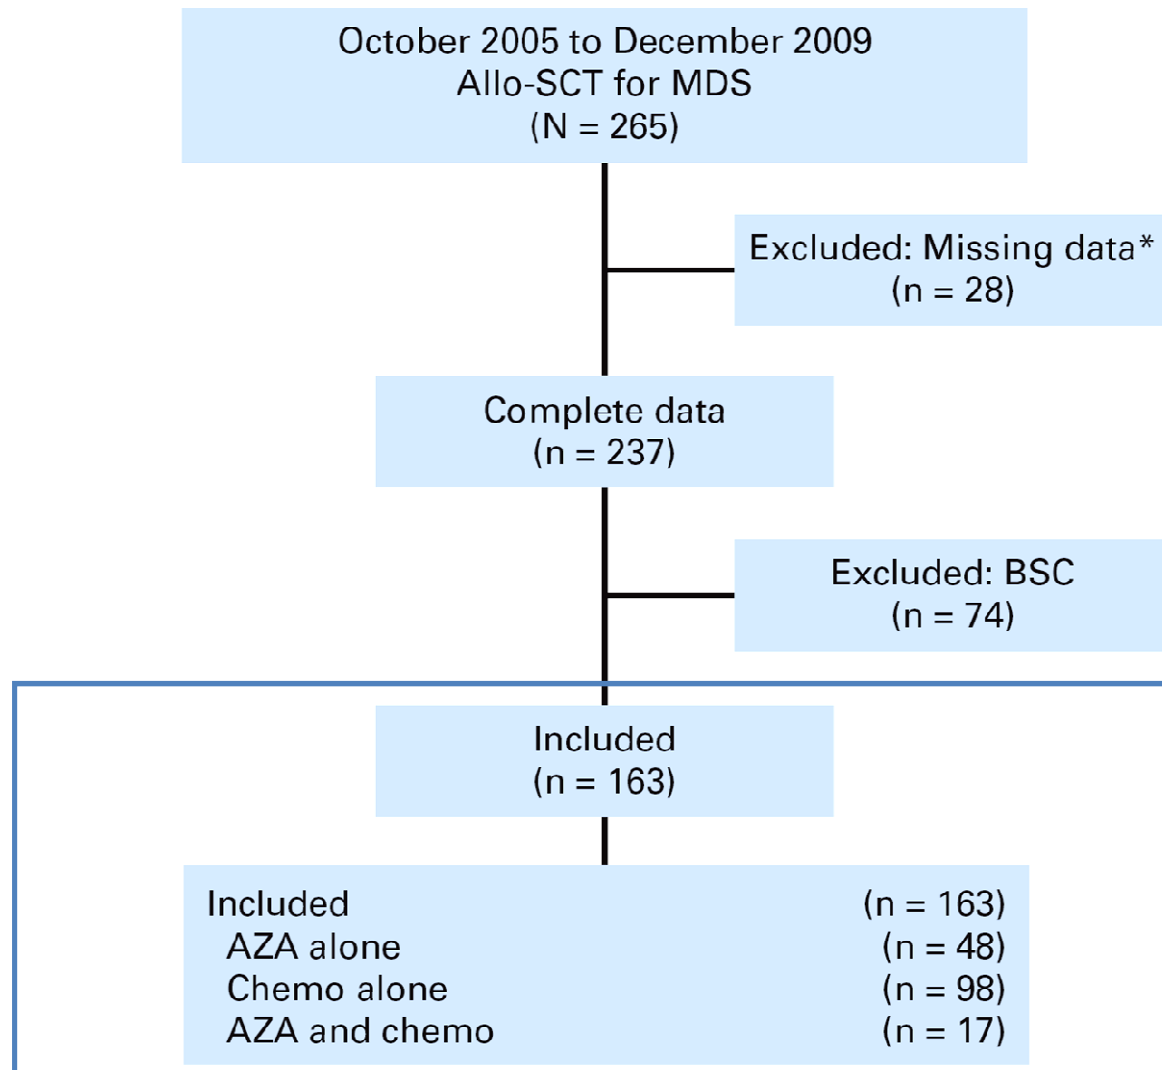 October 2005 to December 2009
Allo-SCT for MDS
(N = 265)
Excluded: Missing data*
(n = 28)
Complete data
(n = 237)
Excluded: BSC
(n = 74)
Included
(n = 163)
Included (n = 163)
AZA alone (n = 48)
Chemo alone (n = 98)
AZA and chemo (n = 17)